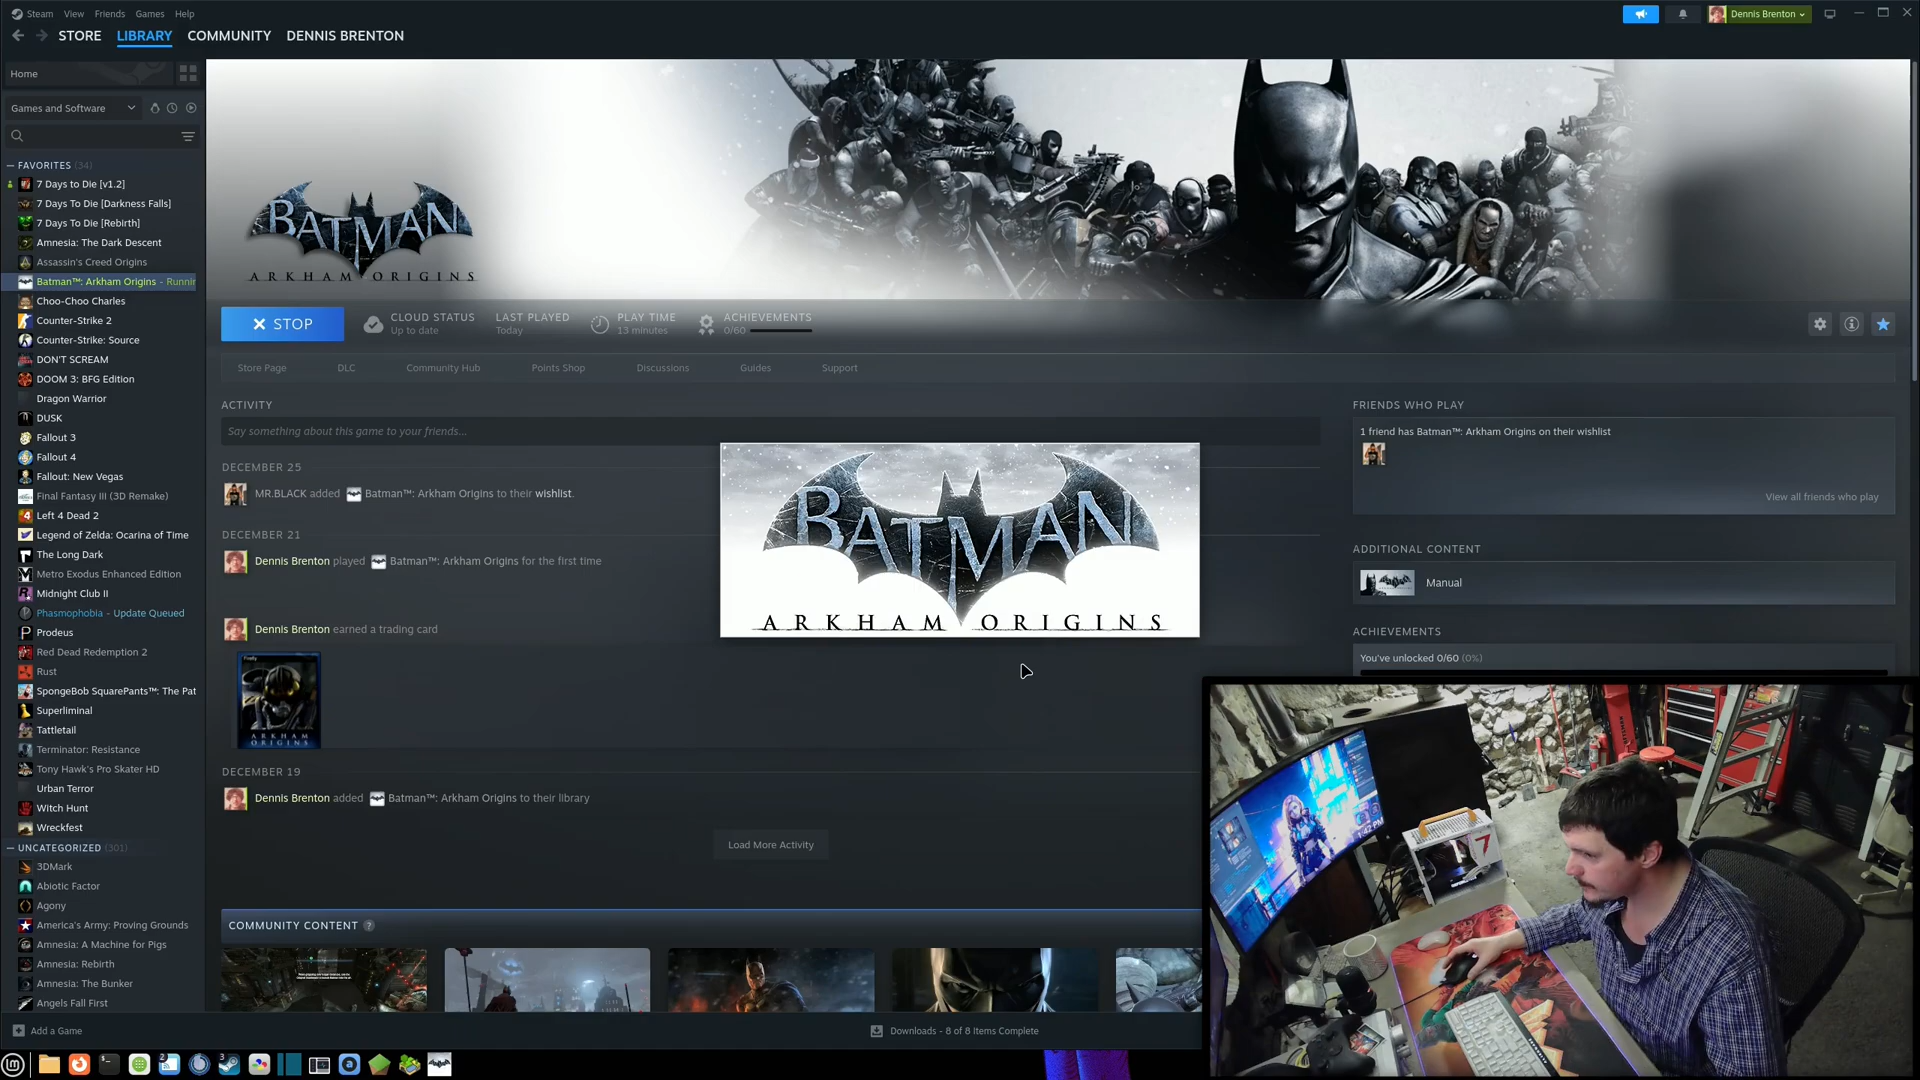 Steam View Friends Games Help
Dennis Brenton
STORE LIBRARY COMMUNITY DENNIS BRENTON
Home
Games and Software
FAVORITES (34)
7 Days to Die [v1.2]
7 Days To Die [Darkness Falls]
7 Days To Die [Rebirth]
Amnesia: The Dark Descent
Assassin's Creed Origins
Batman™: Arkham Origins - Runnin
Choo-Choo Charles
Counter-Strike 2
Counter-Strike: Source
DON'T SCREAM
DOOM 3: BFG Edition
Dragon Warrior
DUSK
Fallout 3
Fallout 4
Fallout: New Vegas
Final Fantasy III (3D Remake)
Left 4 Dead 2
Legend of Zelda: Ocarina of Time
The Long Dark
Metro Exodus Enhanced Edition
Midnight Club II
Phasmophobia - Update Queued
Prodeus
Red Dead Redemption 2
Rust
SpongeBob SquarePants™: The Pat
Superliminal
Tattletail
Terminator: Resistance
Tony Hawk's Pro Skater HD
Urban Terror
Witch Hunt
Wreckfest
UNCATEGORIZED (301)
3DMark
Abiotic Factor
Agony
America's Army: Proving Grounds
Amnesia: A Machine for Pigs
Amnesia: Rebirth
Amnesia: The Bunker
Angels Fall First
Add a Game
BATMAN
ARKHAM ORIGINS
STOP
CLOUD STATUS
Up to date
LAST PLAYED
Today
PLAY TIME
13 minutes
ACHIEVEMENTS
0/60
Store Page DLC Community Hub Points Shop Discussions Guides Support
ACTIVITY
Say something about this game to your friends...
DECEMBER 25
MR.BLACK added Batman™: Arkham Origins to their wishlist.
DECEMBER 21
Dennis Brenton played Batman™: Arkham Origins for the first time
Dennis Brenton earned a trading card
Firefly
ARKHAM
ORIGINS
DECEMBER 19
Dennis Brenton added Batman™: Arkham Origins to their library
Load More Activity
COMMUNITY CONTENT ?
BATMAN
ARKHAM ORIGINS
FRIENDS WHO PLAY
1 friend has Batman™: Arkham Origins on their wishlist
View all friends who play
ADDITIONAL CONTENT
Manual
ACHIEVEMENTS
You've unlocked 0/60 (0%)
1:42 PM
7
Downloads - 8 of 8 Items Complete
2
3